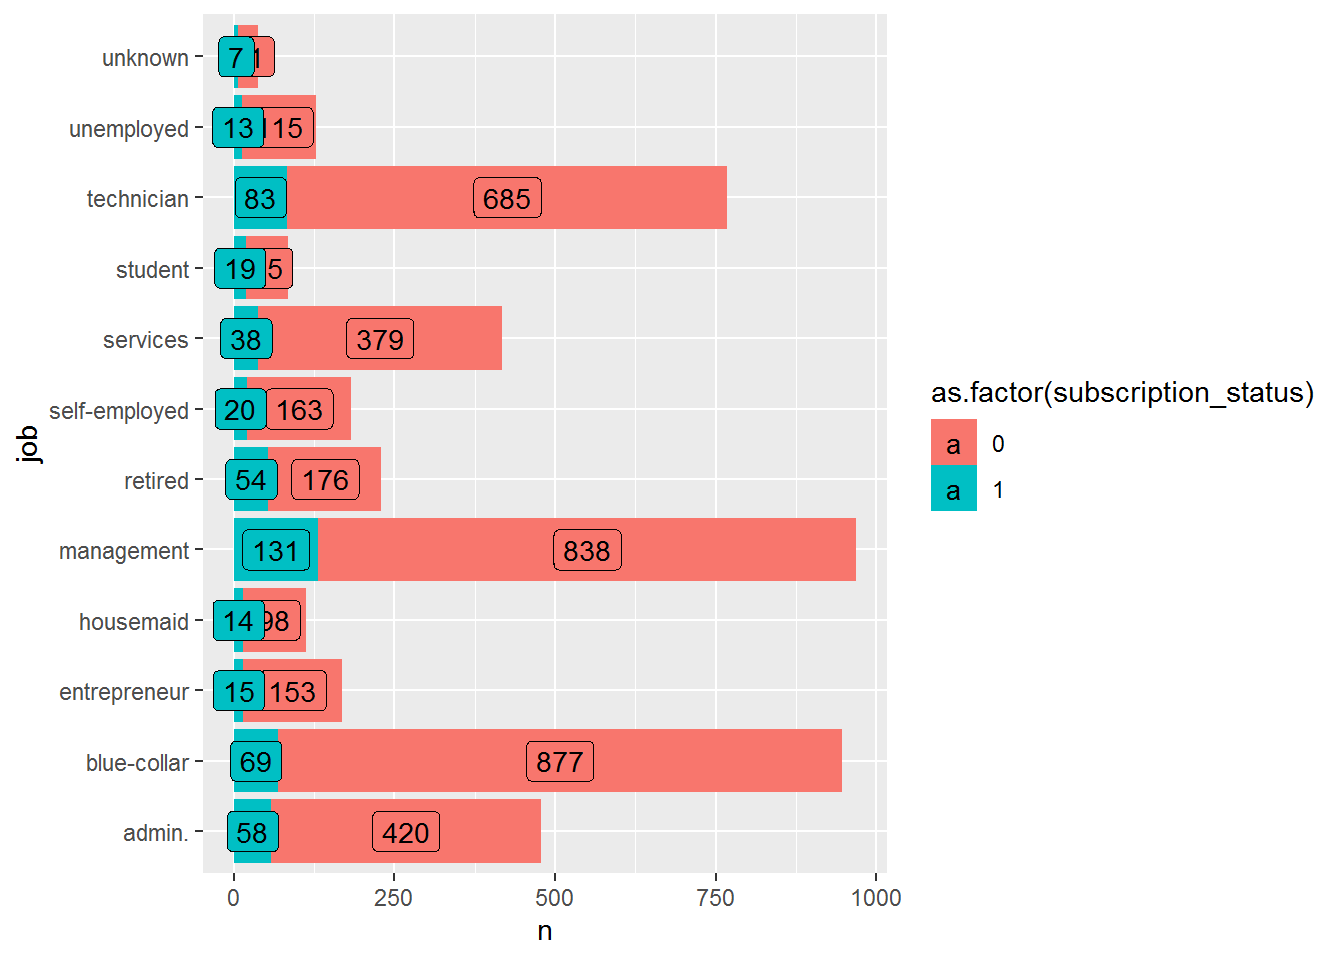 unknown 7
unemployed 13 15
technician 83 685
student 19 5
services 38 379
self-employed 20 163
retired 54 176
management 131 838
housemaid 14 98
entrepreneur 15 153
blue-collar 69 877
admin. 58 420
0 250 500 750 1000
n
job
as.factor(subscription_status)
a 0
a 1